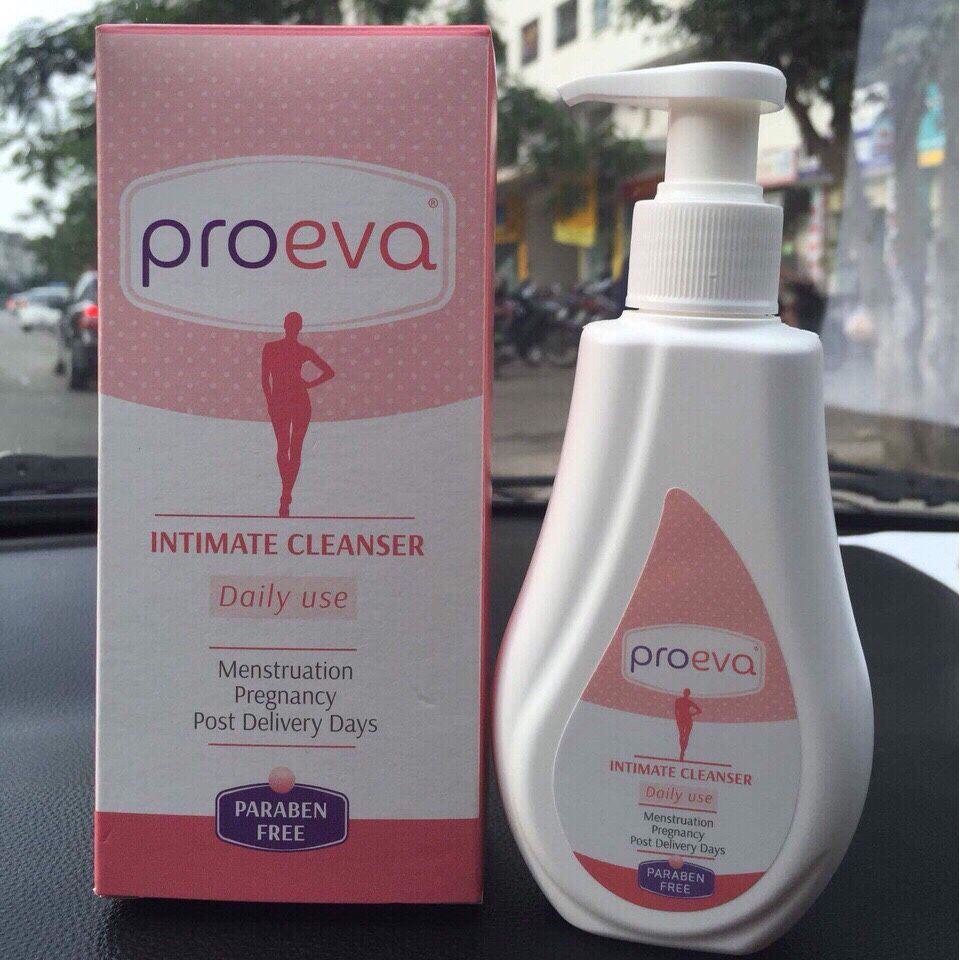 proeva®
INTIMATE CLEANSER
Daily use
Menstruation
Pregnancy
Post Delivery Days
PARABEN
FREE
proeva®
INTIMATE CLEANSER
Daily use
Menstruation
Pregnancy
Post Delivery Days
PARABEN
FREE